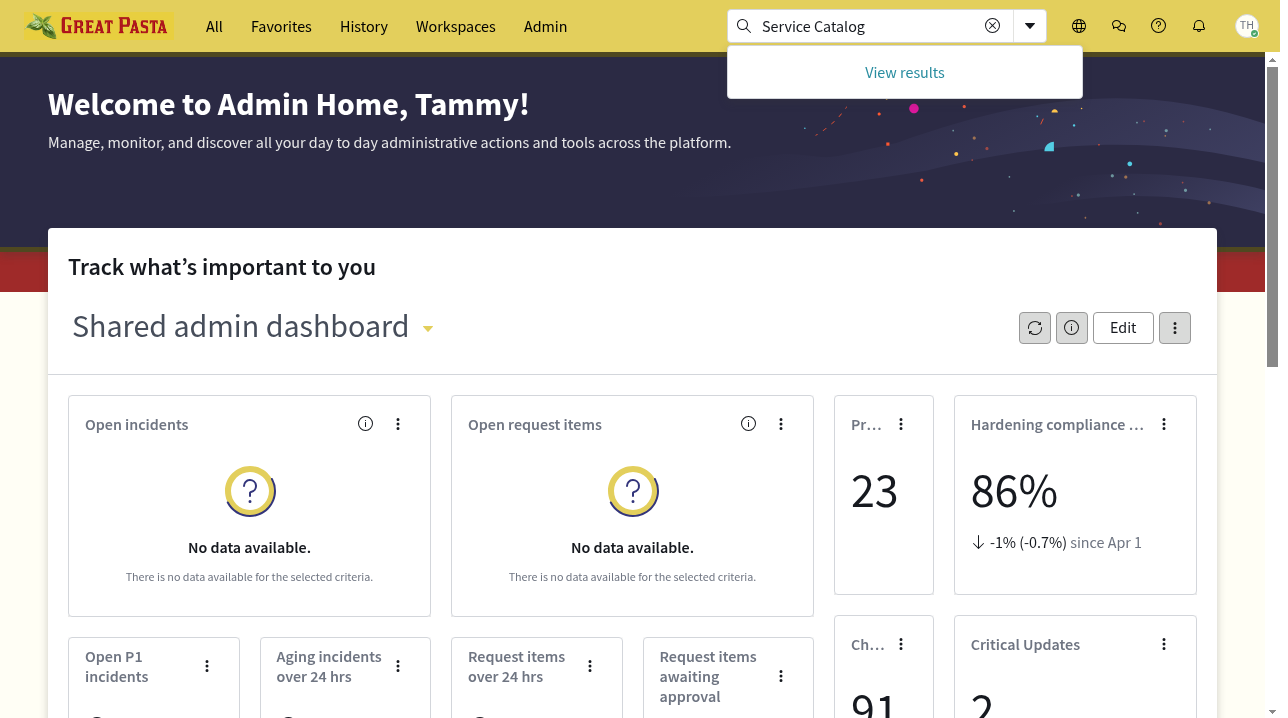 GREAT PASTA
All
Favorites
History
Workspaces
Admin
Service Catalog
TH
View results
Welcome to Admin Home, Tammy!
Manage, monitor, and discover all your day to day administrative actions and tools across the platform.
Track what's important to you
Shared admin dashboard
Edit
Open incidents
Open request items
Pr...
Hardening compliance ...
?
?
23
86%
No data available.
No data available.
-1% (-0.7%) since Apr 1
There is no data available for the selected criteria.
There is no data available for the selected criteria.
Open P1
incidents
Aging incidents
over 24 hrs
Request items
over 24 hrs
Request items
awaiting
approval
Ch...
Critical Updates
91
2